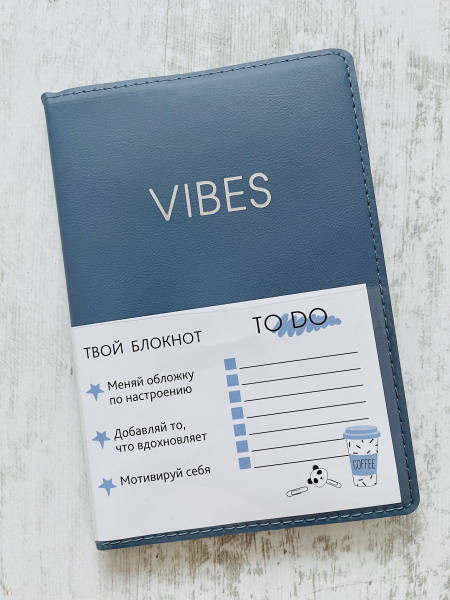 VIBES
ТВОЙ БЛОКНОТ
Меняй обложку
по настроению
Добавляй то,
что вдохновляет
Мотивируй себя
TO DO
COFFEE